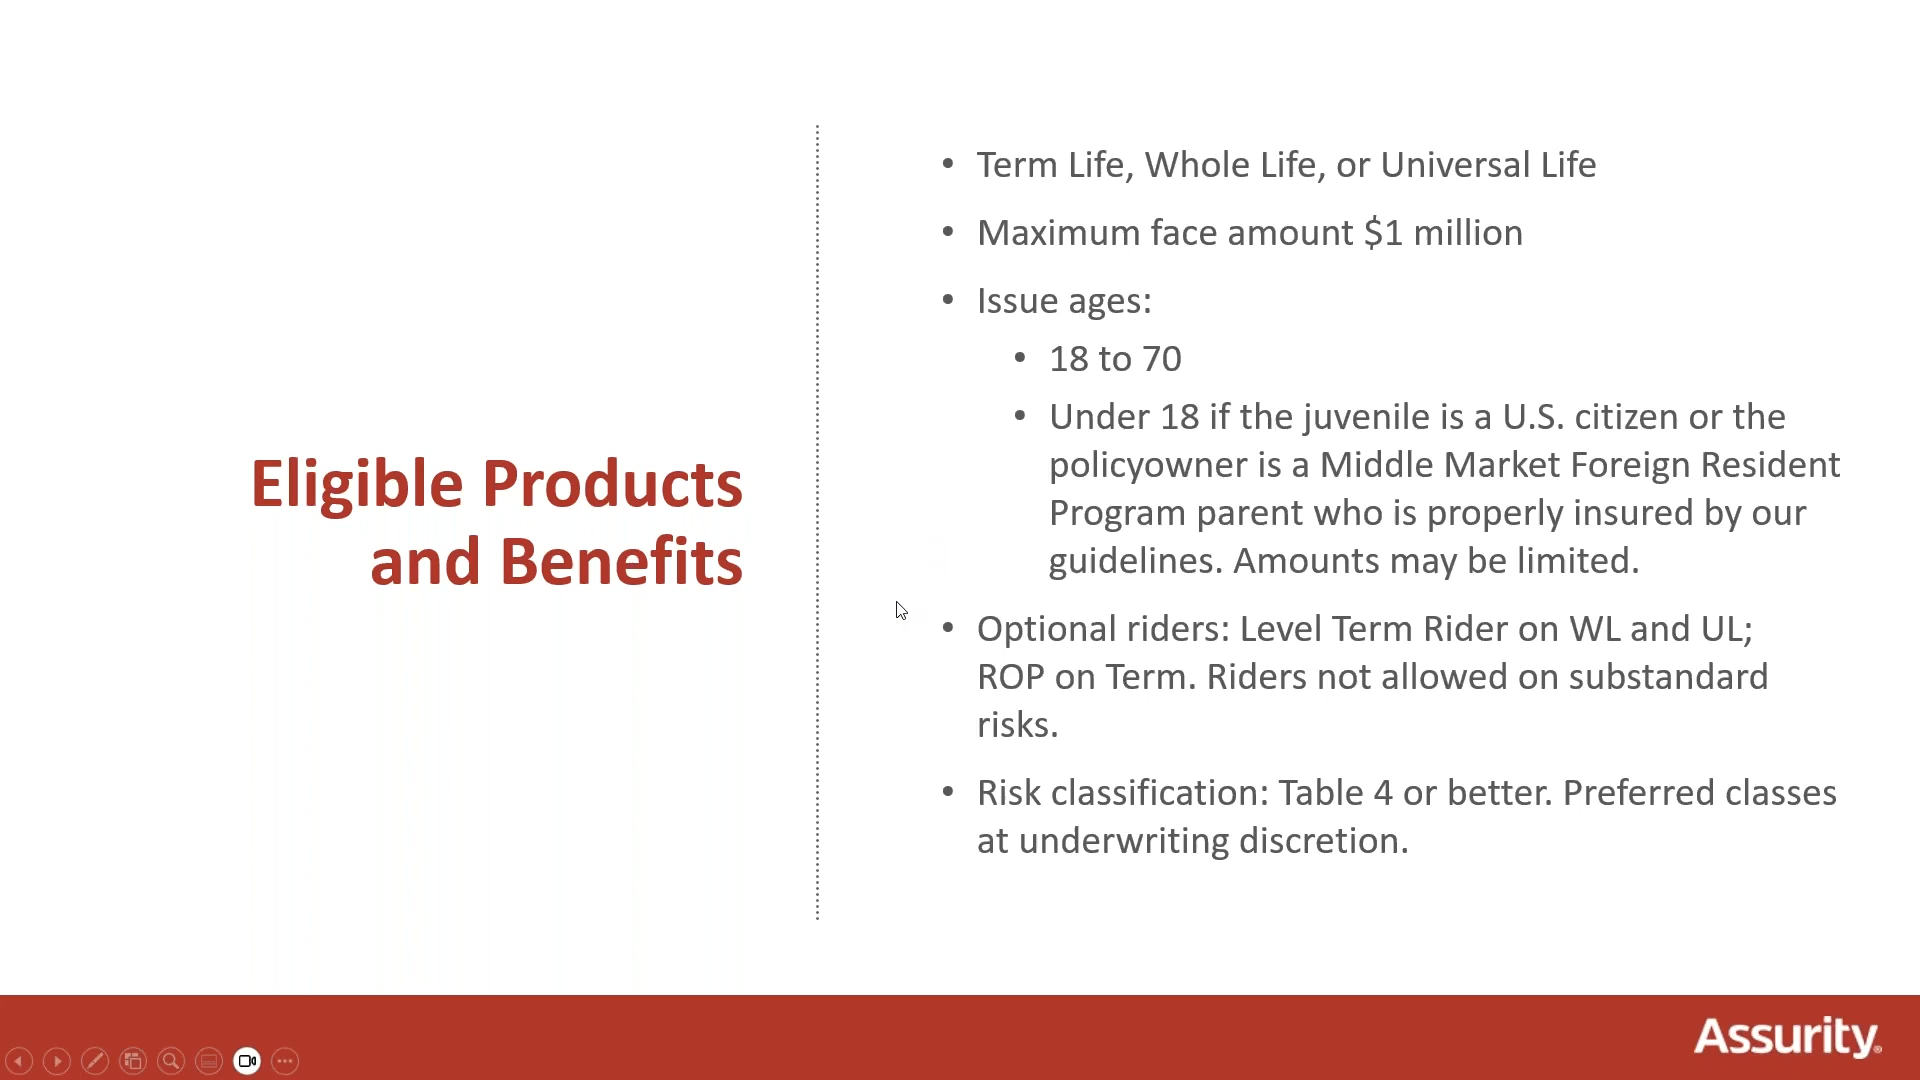 Eligible Products
and Benefits
• Term Life, Whole Life, or Universal Life
• Maximum face amount $1 million
• Issue ages:
• 18 to 70
• Under 18 if the juvenile is a U.S. citizen or the
policyowner is a Middle Market Foreign Resident
Program parent who is properly insured by our
guidelines. Amounts may be limited.
• Optional riders: Level Term Rider on WL and UL;
ROP on Term. Riders not allowed on substandard
risks.
• Risk classification: Table 4 or better. Preferred classes
at underwriting discretion.
Assurity®